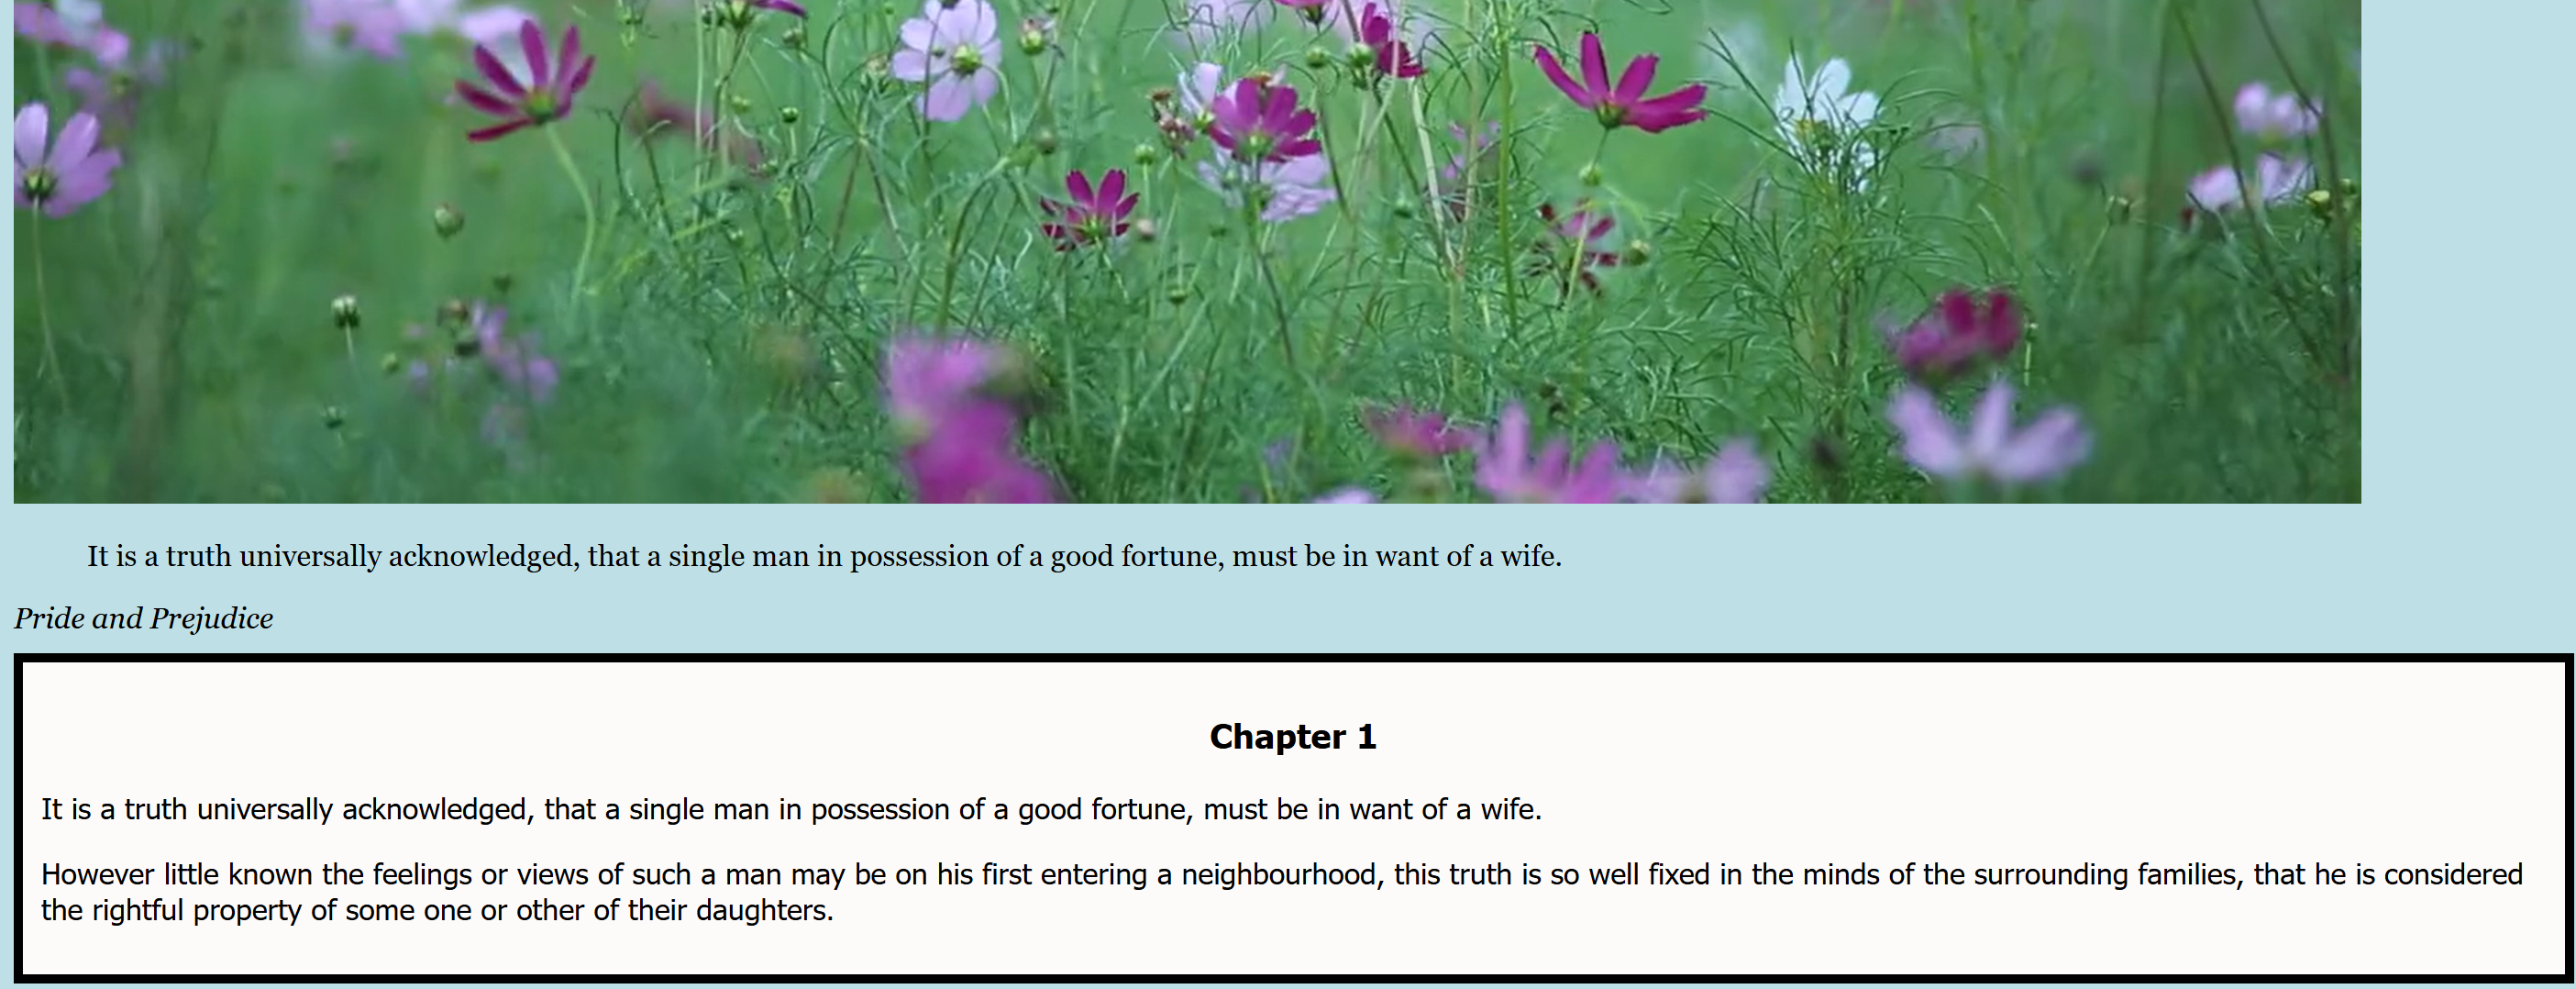 It is a truth universally acknowledged, that a single man in possession of a good fortune, must be in want of a wife.
Pride and Prejudice
Chapter 1
It is a truth universally acknowledged, that a single man in possession of a good fortune, must be in want of a wife.
However little known the feelings or views of such a man may be on his first entering a neighbourhood, this truth is so well fixed in the minds of the surrounding families, that he is considered
the rightful property of some one or other of their daughters.